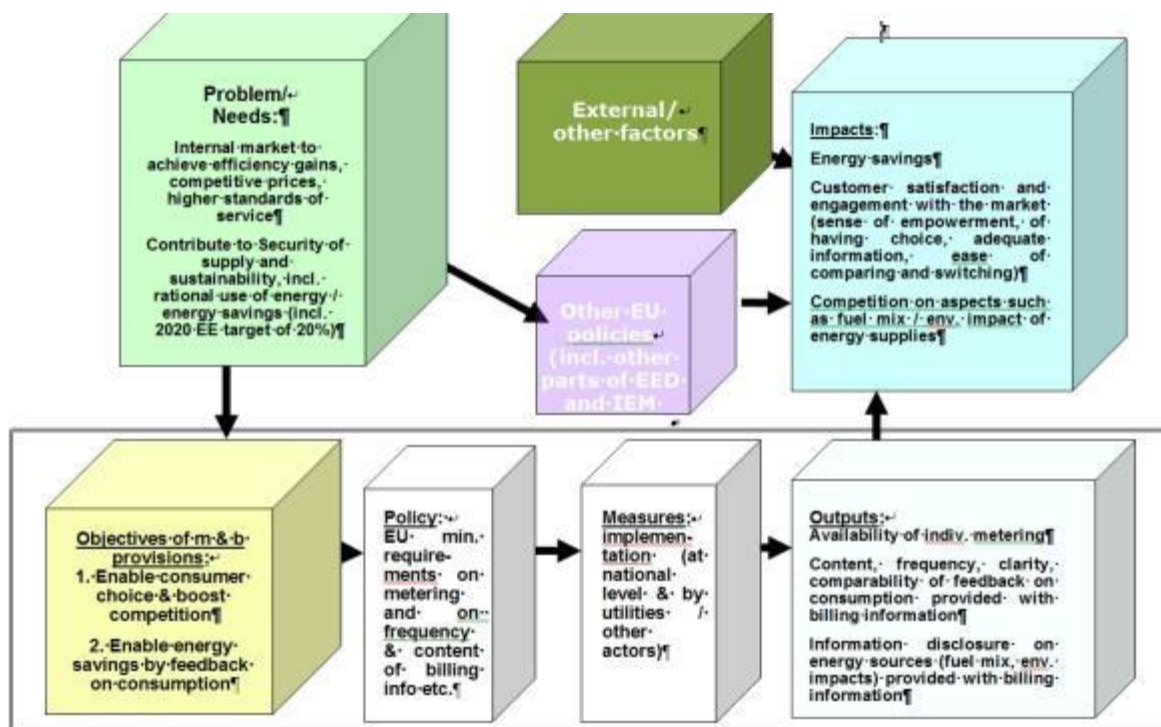 Problem/
Needs:¶
Internal·market·to·
achieve·efficiency·gains,·
competitive·prices,·
higher·standards·of·
service¶
Contribute·to·Security·of·
supply·and·
sustainability,·incl.·
rational·use·of·energy·/·
energy·savings·(incl.·
2020·EE·target·of·20%)¶
External/
other·factors¶
¶
Impacts:¶
Energy·savings¶
Customer· satisfaction· and·
engagement· with· the· market·
(sense· of· empowerment,· of·
having· choice,· adequate·
information,· ease· of·
comparing·and·switching)¶
Competition·on·aspects·such·
as·fuel·mix·/·env.·impact·of·
energy·supplies¶
Other·EU·
policies
(incl.·other·
parts·of·EED·
and·IEM·
Objectives·of·m·&·b·
provisions:
1.·Enable·consumer·
choice·&·boost·
competition¶
2.·Enable·energy·
savings·by·feedback·
on·consumption¶
Policy:
EU· min.·
require-
ments· on·
metering·
and· on··
frequency·
&· content·
of· billing·
info·etc.¶
Measures:
implemen-
tation· (at·
national·
level· &· by·
utilities· /·
other·
actors)¶
Outputs:
Availability·of·indiv.·metering¶
Content,· frequency,· clarity,·
comparability· of· feedback· on·
consumption· provided· with·
billing·information¶
Information· disclosure· on·
energy·sources·(fuel·mix,·env.·
impacts)·provided·with·billing·
information¶